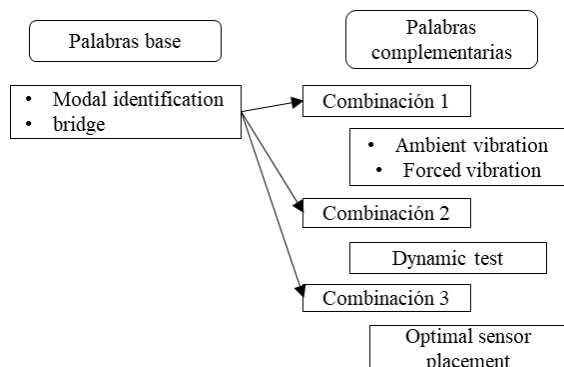 Palabras base
Palabras
complementarias
• Modal identification
• bridge
Combinación 1
• Ambient vibration
• Forced vibration
Combinación 2
Dynamic test
Combinación 3
Optimal sensor
placement